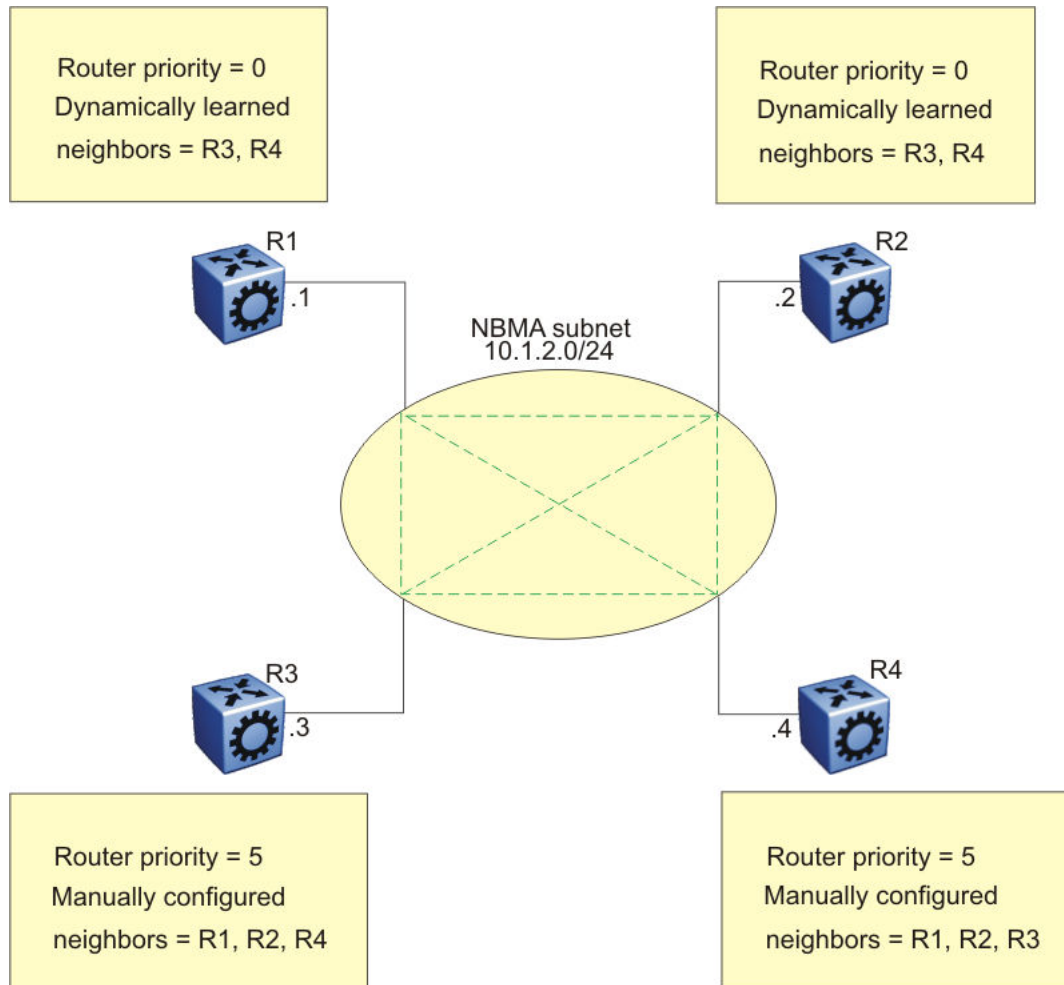 Router priority = 0
Dynamically learned
neighbors = R3, R4
Router priority = 0
Dynamically learned
neighbors = R3, R4
R1
.1
R2
.2
NBMA subnet
10.1.2.0/24
R3
.3
R4
.4
Router priority = 5
Manually configured
neighbors = R1, R2, R4
Router priority = 5
Manually configured
neighbors = R1, R2, R3